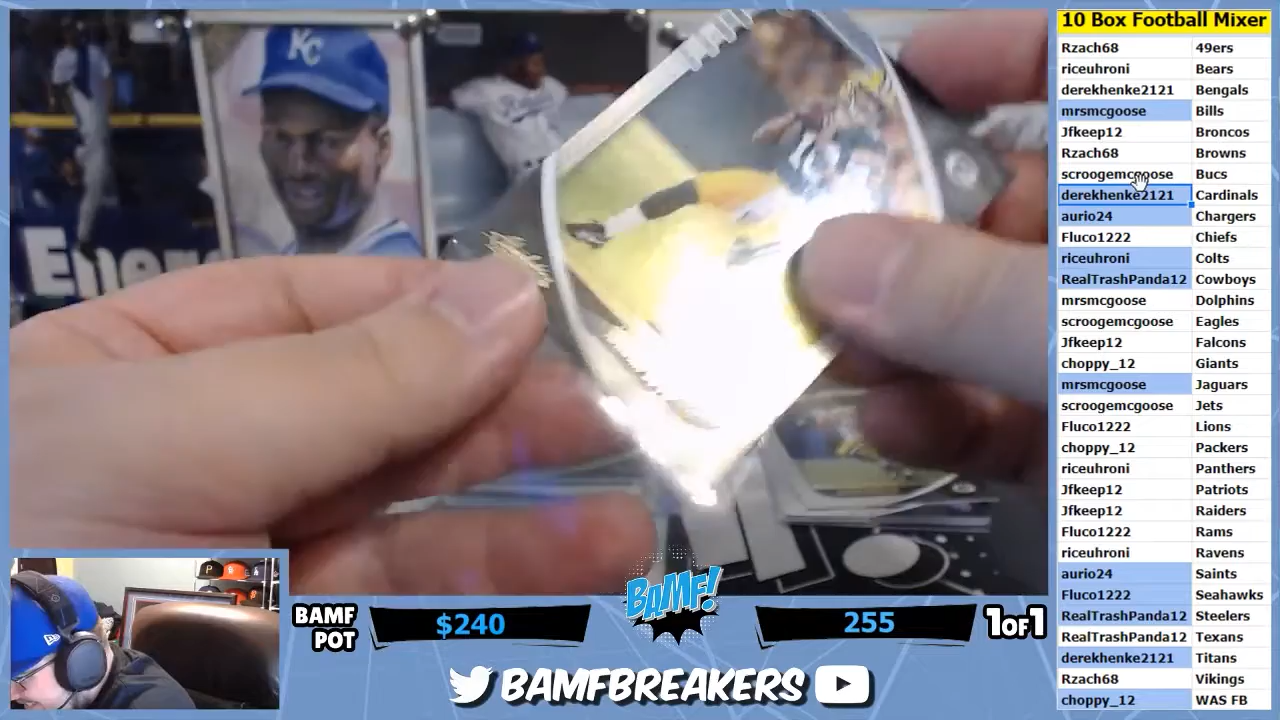 10 Box Football Mixer
Rzach68 49ers
riceuhroni Bears
derekhenke2121 Bengals
mrsmcgoose Bills
Jfkeep12 Broncos
Rzach68 Browns
scroogemcgoose Bucs
derekhenke2121 Cardinals
aurio24 Chargers
Fluco1222 Chiefs
riceuhroni Colts
RealTrashPanda12 Cowboys
mrsmcgoose Dolphins
scroogemcgoose Eagles
Jfkeep12 Falcons
choppy_12 Giants
mrsmcgoose Jaguars
scroogemcgoose Jets
Fluco1222 Lions
choppy_12 Packers
riceuhroni Panthers
Jfkeep12 Patriots
Jfkeep12 Raiders
Fluco1222 Rams
riceuhroni Ravens
aurio24 Saints
Fluco1222 Seahawks
RealTrashPanda12 Steelers
RealTrashPanda12 Texans
derekhenke2121 Titans
Rzach68 Vikings
choppy_12 WAS FB
KC
BAMF
POT
$240
BAMF!
255
1OF1
BAMFBREAKERS